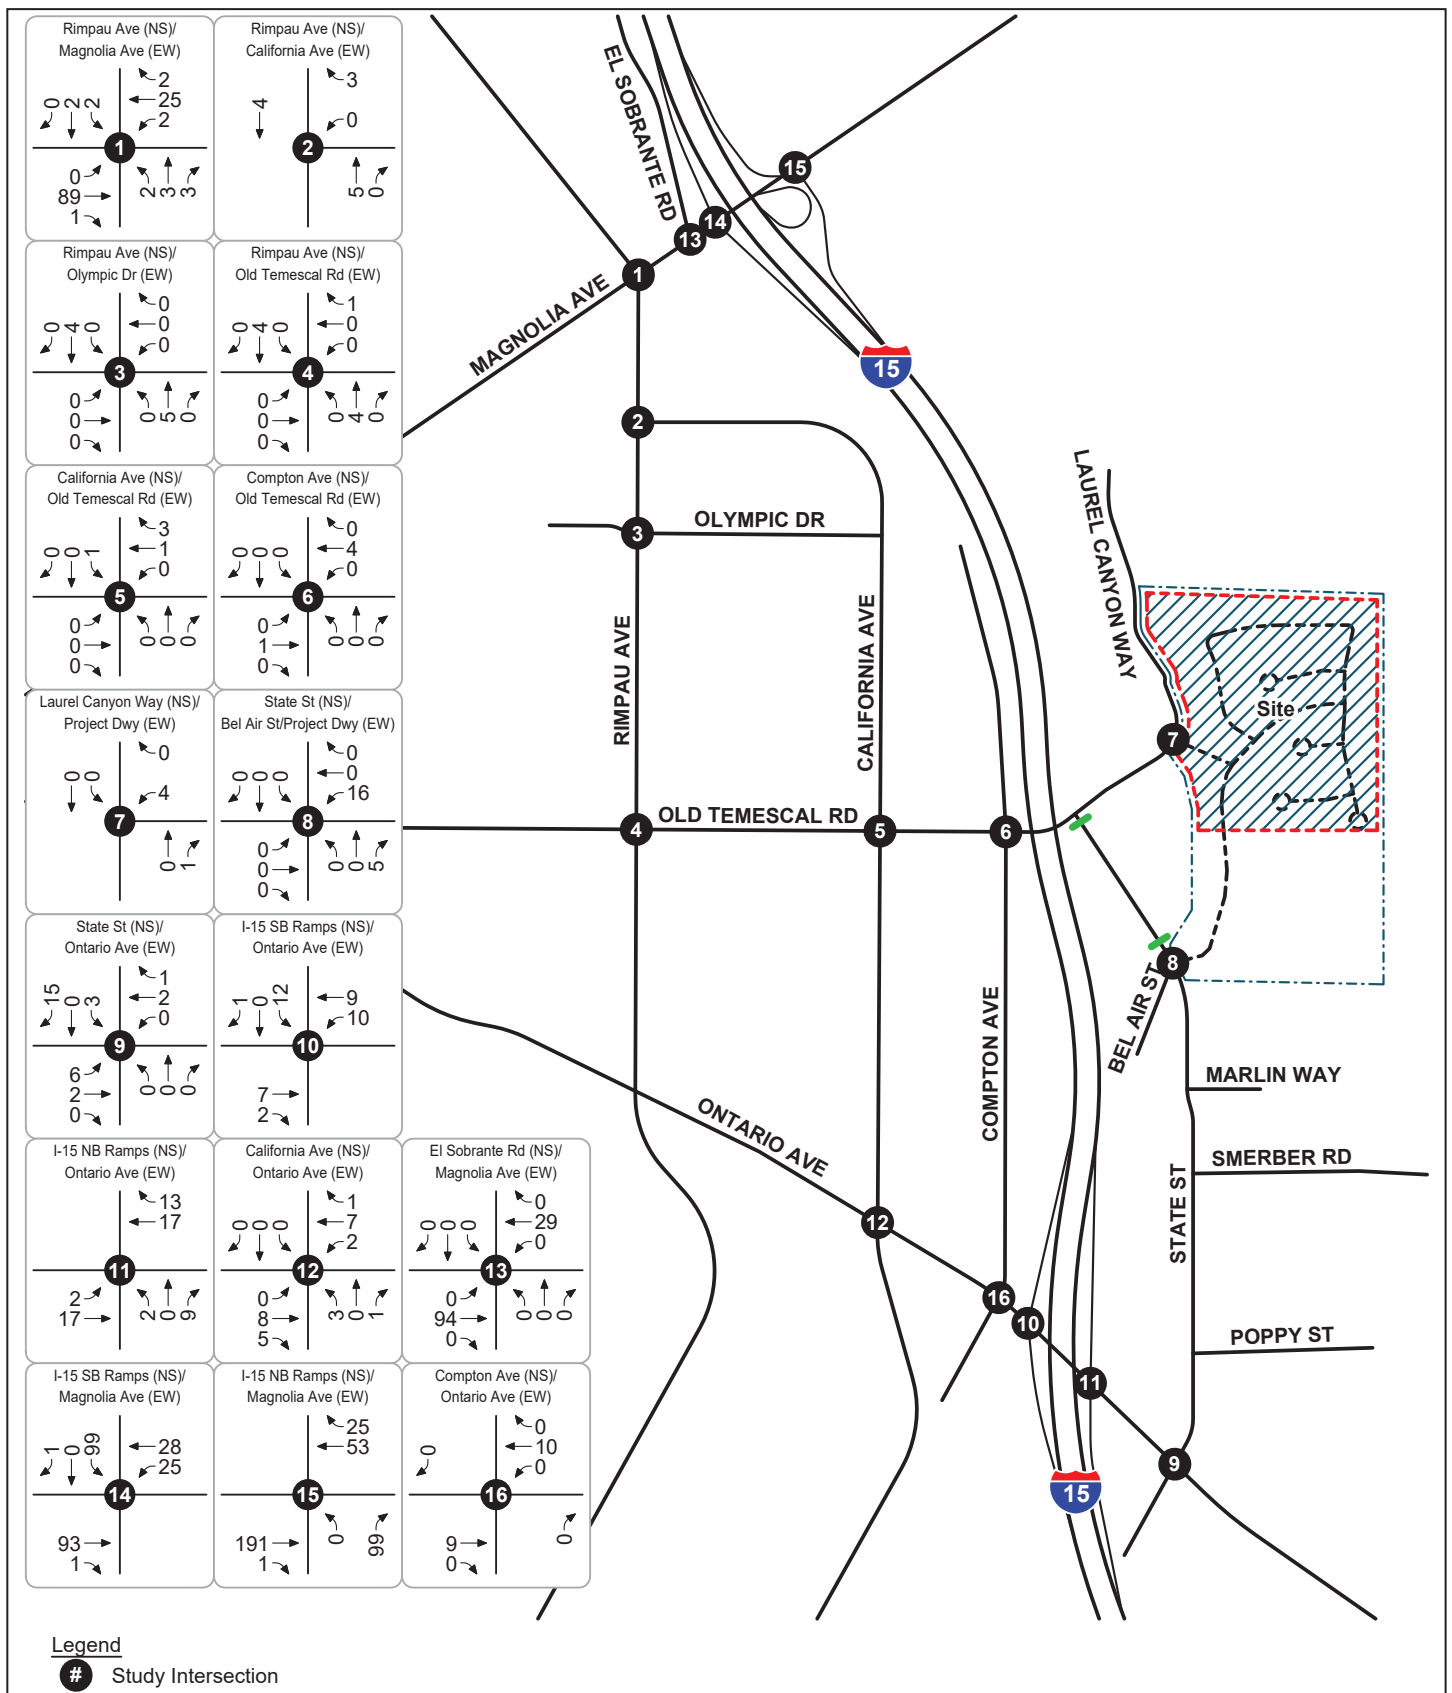 Rimpau Ave (NS)/
Magnolia Ave (EW)
0 2 2
2
25
2
1
0
89
1
2 3 3
Rimpau Ave (NS)/
California Ave (EW)
4
3
0
2
5 0
Rimpau Ave (NS)/
Olympic Dr (EW)
0 4 0
0
0
0
3
0
0
0
0 5 0
Rimpau Ave (NS)/
Old Temescal Rd (EW)
0 4 0
1
0
0
4
0
0
0
0 4 0
California Ave (NS)/
Old Temescal Rd (EW)
0 0 1
3
1
0
5
0
0
0
0 0 0
Compton Ave (NS)/
Old Temescal Rd (EW)
0 0 0
0
4
0
6
0
1
0
0 0 0
Laurel Canyon Way (NS)/
Project Dwy (EW)
0 0
0
4
7
0 1
State St (NS)/
Bel Air St/Project Dwy (EW)
0 0 0
0
0
16
8
0
0
0
0 0 5
State St (NS)/
Ontario Ave (EW)
15 0 3
1
2
0
9
6
2
0
0 0 0
I-15 SB Ramps (NS)/
Ontario Ave (EW)
1 0 12
9
10
10
7
2
I-15 NB Ramps (NS)/
Ontario Ave (EW)
13
17
11
2
17
2 0 9
California Ave (NS)/
Ontario Ave (EW)
0 0 0
1
7
2
12
0
8
5
3 0 1
El Sobrante Rd (NS)/
Magnolia Ave (EW)
0 0 0
0
29
0
13
0
94
0
0 0 0
I-15 SB Ramps (NS)/
Magnolia Ave (EW)
1 0 99
28
25
14
93
1
I-15 NB Ramps (NS)/
Magnolia Ave (EW)
25
53
15
191
1
0 99
Compton Ave (NS)/
Ontario Ave (EW)
0
0
10
0
16
9
0
0
EL SOBRANTE RD
15
14
13
1
MAGNOLIA AVE
15
2
LAUREL CANYON WAY
3
OLYMPIC DR
RIMPAU AVE
CALIFORNIA AVE
Site
7
4
OLD TEMESCAL RD
5
6
8
BEL AIR ST
COMPTON AVE
MARLIN WAY
ONTARIO AVE
SMERBER RD
STATE ST
12
16
10
POPPY ST
11
9
15
Legend
# Study Intersection